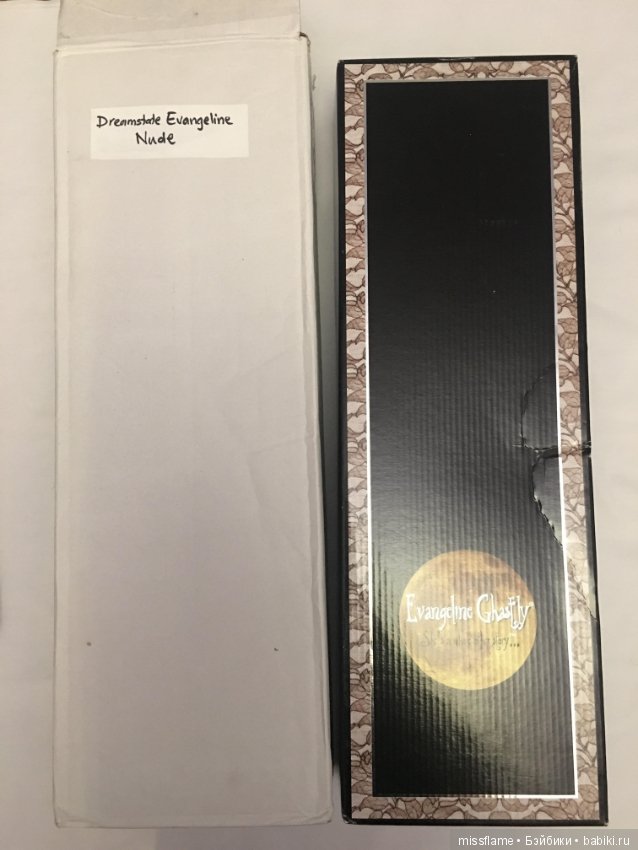 Dreamstate Evangeline
Nude
Evangeline Ghastly
missflame • Бэйбики • babiki.ru